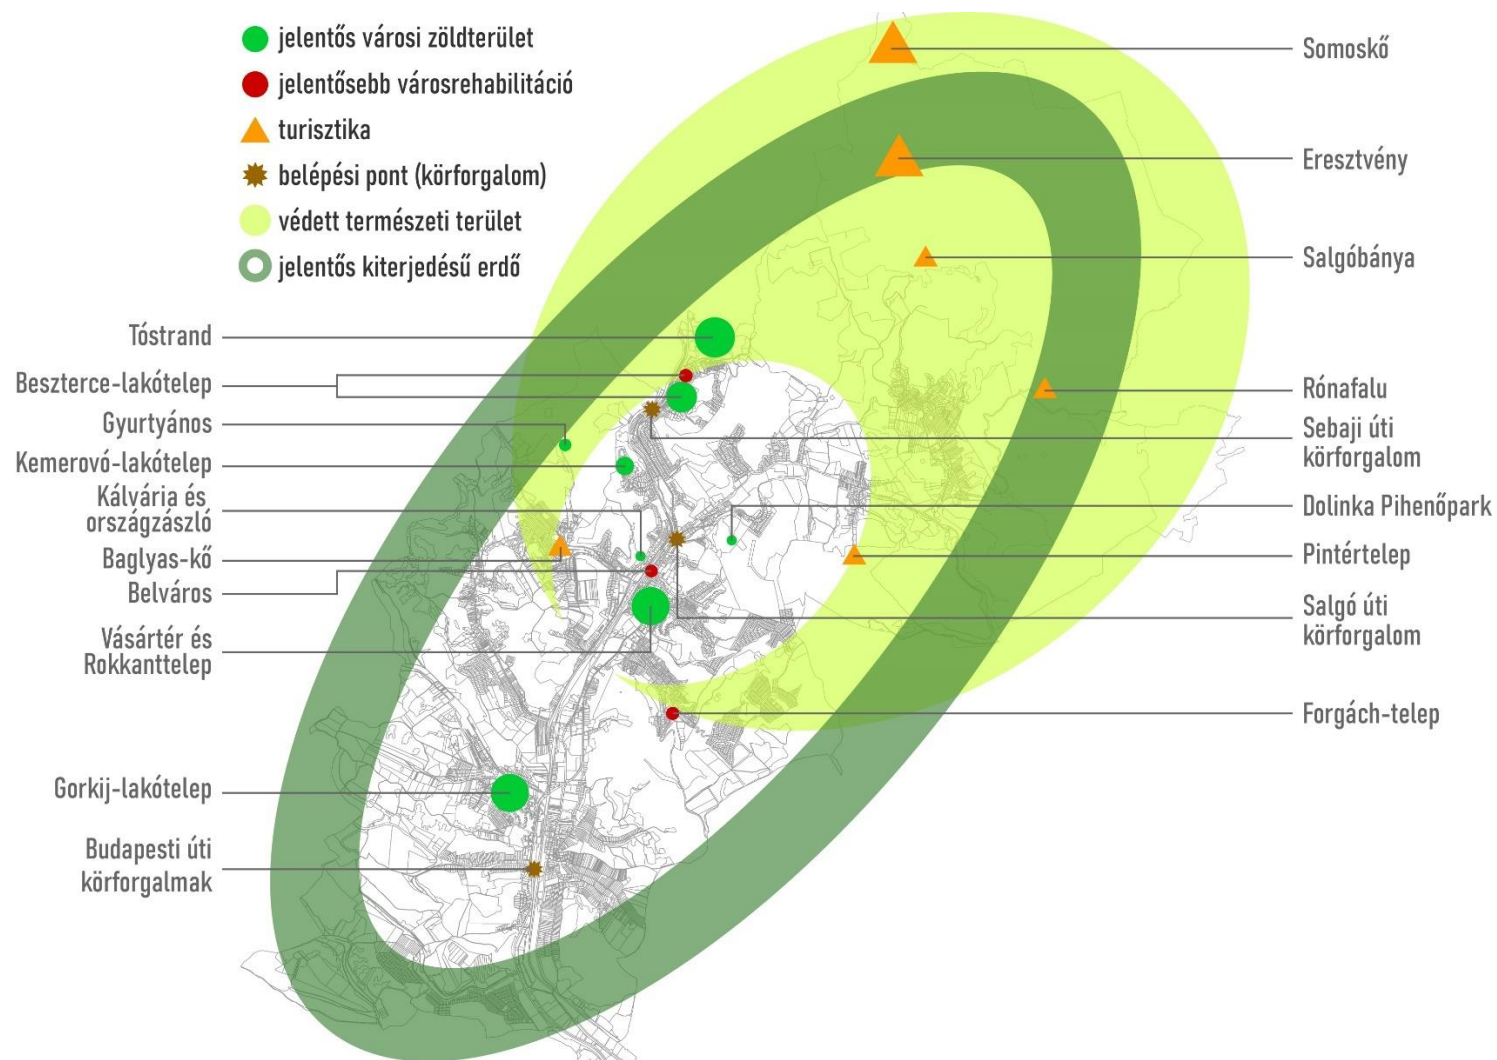 jelentős városi zöldterület
jelentősebb városrehabilitáció
turisztika
belépési pont (körforgalom)
védett természeti terület
jelentős kiterjedésű erdő
Tóstrand
Beszterce-lakótelep
Gyurtyános
Kemerovó-lakótelep
Kálvária és
országzászló
Baglyas-kő
Belváros
Vásártér és
Rokkanttelep
Gorkij-lakótelep
Budapesti úti
körforgalmak
Somoskő
Eresztvény
Salgóbánya
Rónafalu
Sebaji úti
körforgalom
Dolinka Pihenőpark
Pintértelep
Salgó úti
körforgalom
Forgách-telep